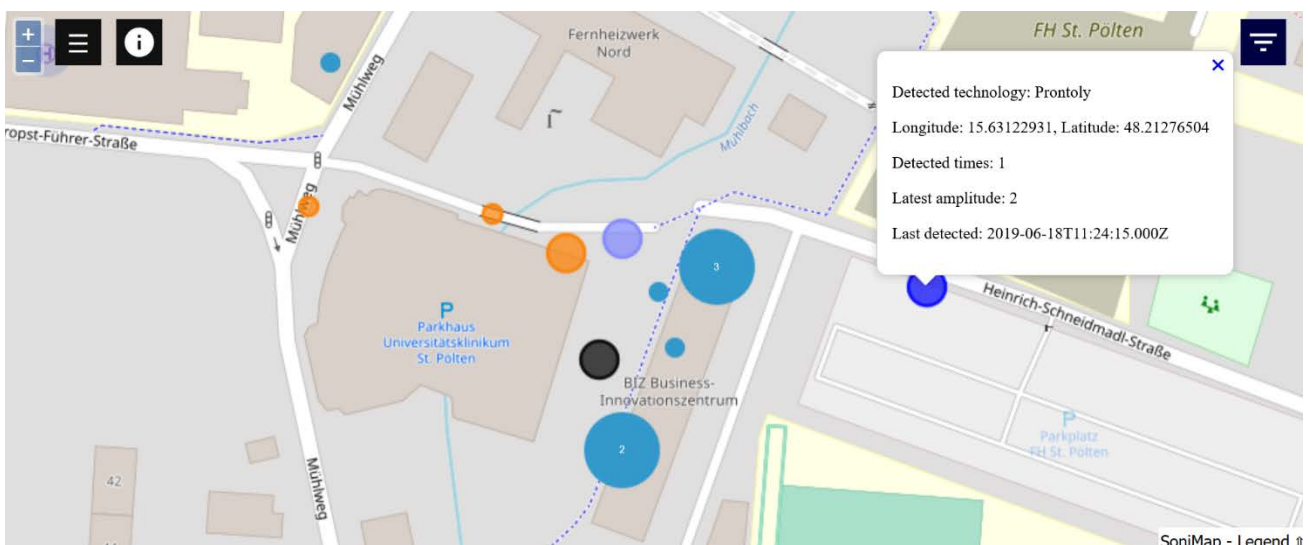 +
−
i
Fernheizwerk
Nord
FH St. Pölten
Mühlweg
Muhlbach
ropst-Führer-Straße
Mühlweg
×
Detected technology: Prontoly
Longitude: 15.63122931, Latitude: 48.21276504
Detected times: 1
Latest amplitude: 2
Last detected: 2019-06-18T11:24:15.000Z
3
Heinrich-Schneidmadl-Straße
P
Parkhaus
Universitätsklinikum
St. Pölten
BIZ Business-
Innovationszentrum
P
Parkplatz
FH St. Pölten
2
42
Mühlweg
SoniMap - Legend ⇑